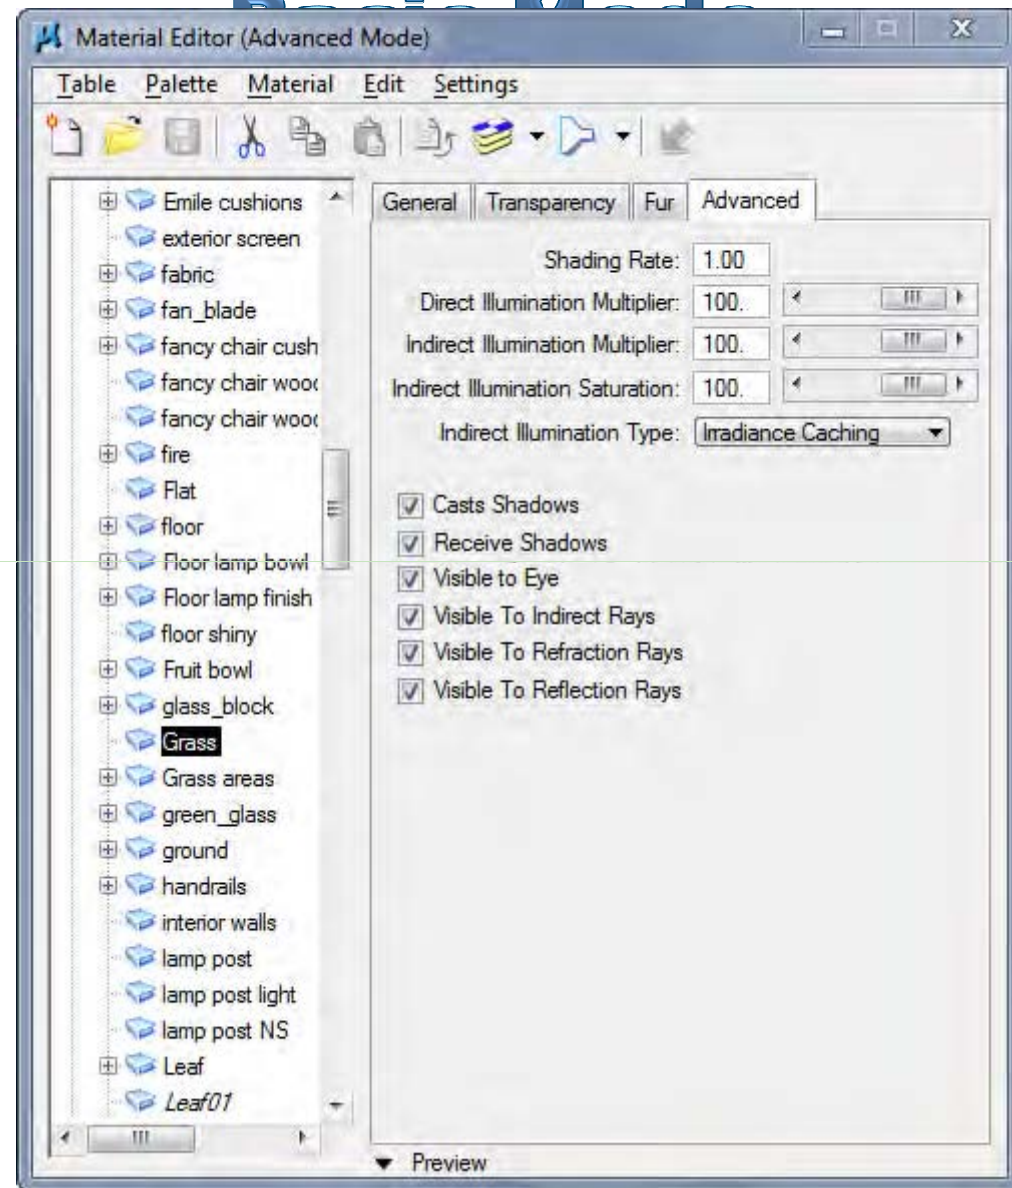 Material Editor (Advanced Mode)
Table Palette Material Edit Settings
Emile cushions
exterior screen
fabric
fan_blade
fancy chair cush
fancy chair
fancy chair
fire
Flat
floor
Floor lamp bowl
Floor lamp finish
floor shiny
Fruit bowl
glass_block
Grass
Grass areas
green_glass
ground
handrails
interior walls
lamp post
lamp post light
lamp post NS
Leaf
Leaf01
General Transparency Fur Advanced
Shading Rate: 1.00
Direct Illumination Multiplier: 100.
Indirect Illumination Multiplier: 100.
Indirect Illumination Saturation: 100.
Indirect Illumination Type: Irradiance Caching
Casts Shadows
Receive Shadows
Visible to Eye
Visible To Indirect Rays
Visible To Refraction Rays
Visible To Reflection Rays
Preview